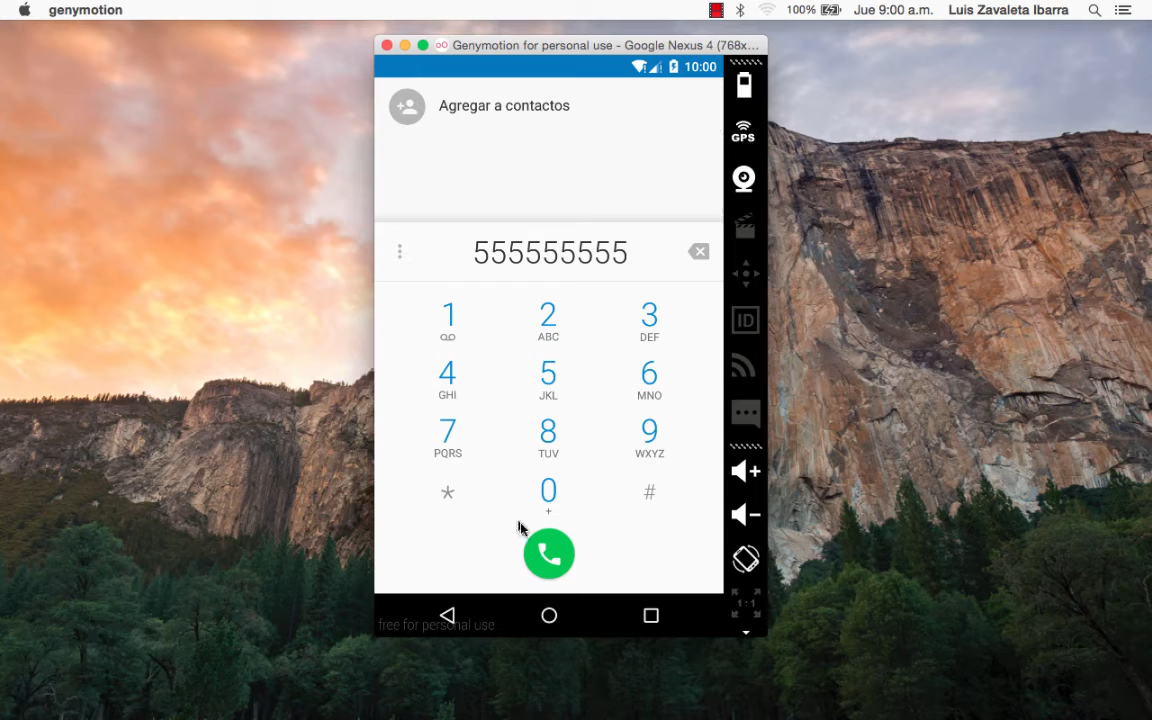 genymotion
100%
Jue 9:00 a.m.
Luis Zavaleta Ibarra
Genymotion for personal use - Google Nexus 4 (768x...
10:00
Agregar a contactos
GPS
555555555
1
2
ABC
3
DEF
4
GHI
5
JKL
6
MNO
7
PQRS
8
TUV
9
WXYZ
*
0
+
#
ID
1:1
free for personal use